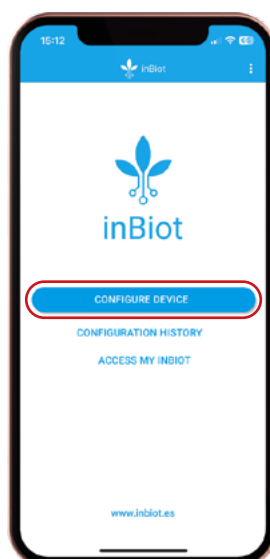 15:12
inBiot
inBiot
CONFIGURE DEVICE
CONFIGURATION HISTORY
ACCESS MY INBIOT
www.inbiot.es